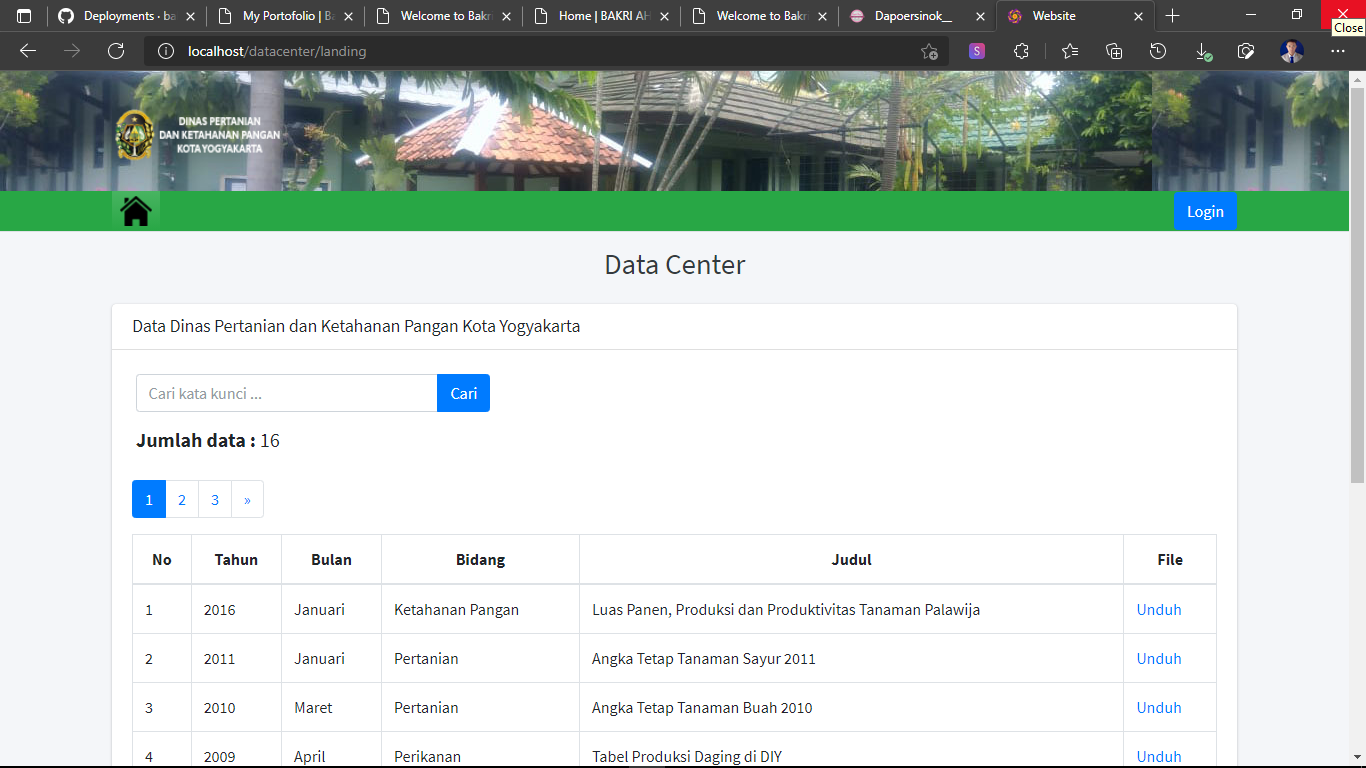 Deployments · ba
My Portofolio | Ba
Welcome to Bakr
Home | BAKRI AH
Welcome to Bakr
Dapoersinok__
Website
Close
localhost/datacenter/landing
S
DINAS PERTANIAN
DAN KETAHANAN PANGAN
KOTA YOGYAKARTA
Login
Data Center
Data Dinas Pertanian dan Ketahanan Pangan Kota Yogyakarta
Cari kata kunci ... Cari
Jumlah data : 16
1 2 3 »
No Tahun Bulan Bidang Judul File
1 2016 Januari Ketahanan Pangan Luas Panen, Produksi dan Produktivitas Tanaman Palawija Unduh
2 2011 Januari Pertanian Angka Tetap Tanaman Sayur 2011 Unduh
3 2010 Maret Pertanian Angka Tetap Tanaman Buah 2010 Unduh
4 2009 April Perikanan Tabel Produksi Daging di DIY Unduh